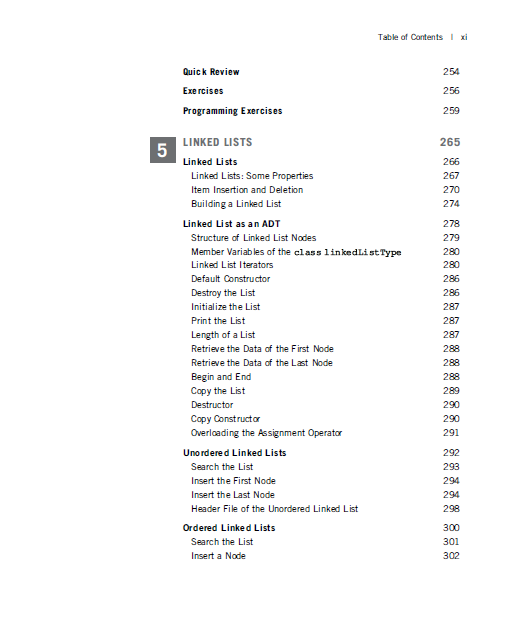 Table of Contents | xi
Quick Review 254
Exercises 256
Programming Exercises 259
5 LINKED LISTS 265
Linked Lists 266
Linked Lists: Some Properties 267
Item Insertion and Deletion 270
Building a Linked List 274
Linked List as an ADT 278
Structure of Linked List Nodes 279
Member Variables of the class linkedListType 280
Linked List Iterators 280
Default Constructor 286
Destroy the List 286
Initialize the List 287
Print the List 287
Length of a List 287
Retrieve the Data of the First Node 288
Retrieve the Data of the Last Node 288
Begin and End 288
Copy the List 289
Destructor 290
Copy Constructor 290
Overloading the Assignment Operator 291
Unordered Linked Lists 292
Search the List 293
Insert the First Node 294
Insert the Last Node 294
Header File of the Unordered Linked List 298
Ordered Linked Lists 300
Search the List 301
Insert a Node 302